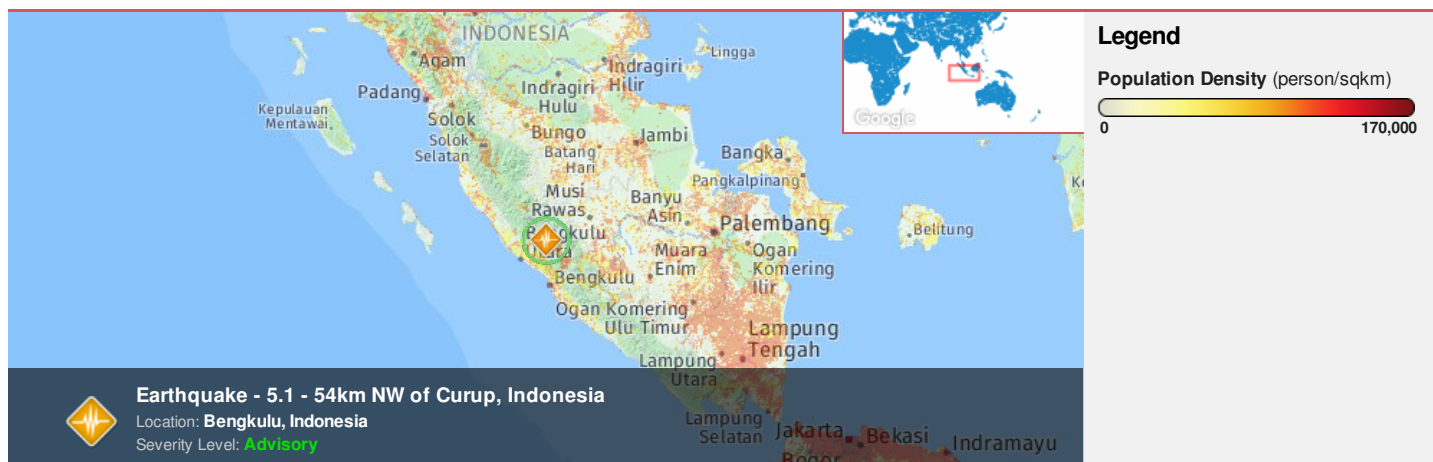 INDONESIA
Lingga
Agam
Indragiri
Hilir
Padang
Indragiri
Hulu
Kepulauan
Mentawai
Solok
Solok
Selatan
Bungo
Jambi
Batang
Hari
Bangka
Pangkalpinang
Musi
Rawas
Banyu
Asin
Palembang
Belitung
Bengkulu
Utara
Muara
Enim
Ogan
Komering
Ilir
Bengkulu
Ogan Komering
Ulu Timur
Lampung
Tengah
Lampung
Utara
Lampung
Selatan
Jakarta
Bekasi
Indramayu
Bogor
Google
Earthquake - 5.1 - 54km NW of Curup, Indonesia
Location: Bengkulu, Indonesia
Severity Level: Advisory
Legend
Population Density (person/sqkm)
0 170,000